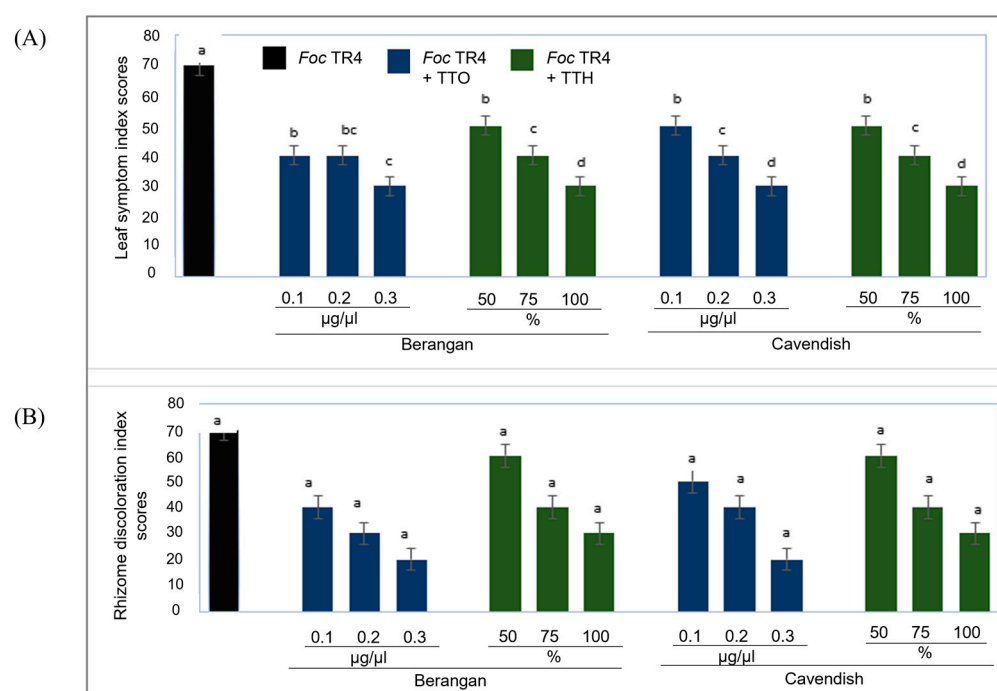 (A)
Leaf symptom index scores
80
70
60
50
40
30
20
10
0
Foc TR4
Foc TR4
+ TTO
Foc TR4
+ TTH
a
b bc c b c d b c d b c d
0.1 0.2 0.3 50 75 100 0.1 0.2 0.3 50 75 100
µg/µl % µg/µl %
Berangan Cavendish
(B)
Rhizome discoloration index
scores
80
70
60
50
40
30
20
10
0
a
a a a a a a a a a a a a
0.1 0.2 0.3 50 75 100 0.1 0.2 0.3 50 75 100
µg/µl % µg/µl %
Berangan Cavendish